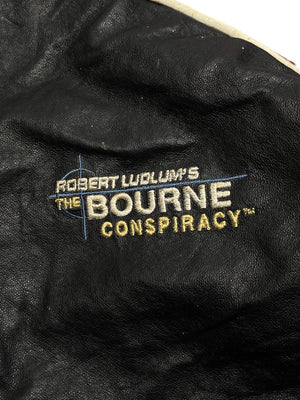 ROBERT LUDLUM'S
THE BOURNE
CONSPIRACY™